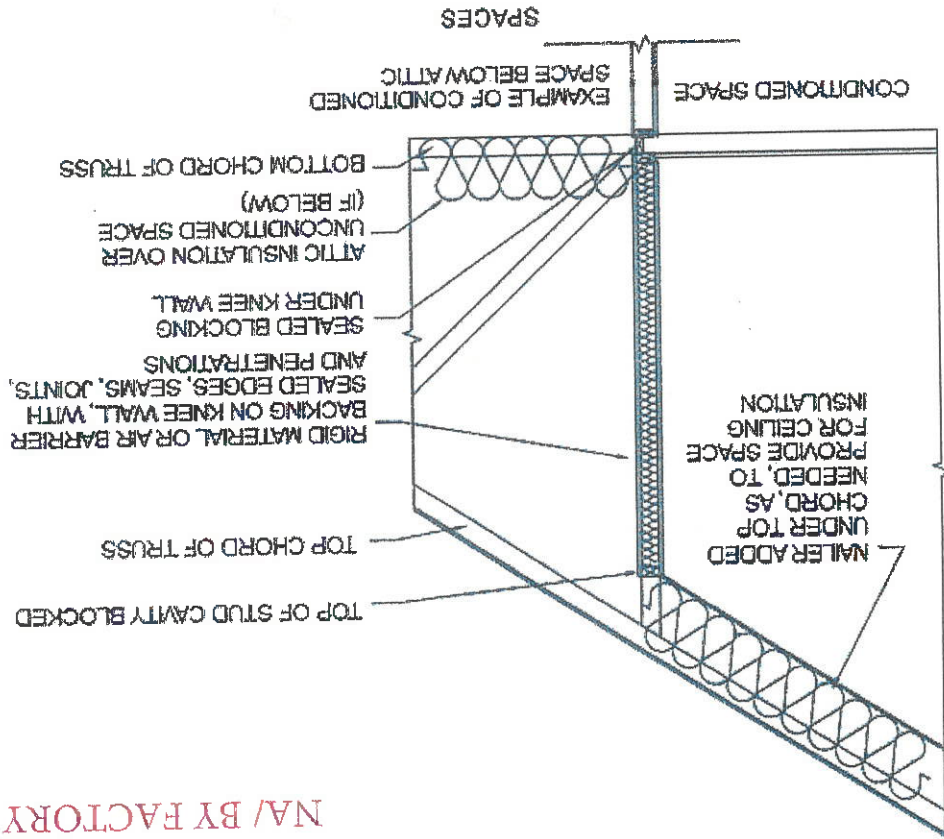 NA/ BY FACTORY
TOP OF STUD CAVITY BLOCKED
TOP CHORD OF TRUSS
NAILER ADDED
UNDER TOP
CHORD, AS
NEEDED, TO
PROVIDE SPACE
FOR CEILING
INSULATION
RIGID MATERIAL OR AIR BARRIER
BACKING ON KNEE WALL, WITH
SEALED EDGES, SEAMS, JOINTS,
AND PENETRATIONS
SEALED BLOCKING
UNDER KNEE WALL
ATTIC INSULATION OVER
UNCONDITIONED SPACE
(IF BELOW)
BOTTOM CHORD OF TRUSS
CONDITIONED SPACE
EXAMPLE OF CONDITIONED
SPACE BELOW ATTIC
SPACES